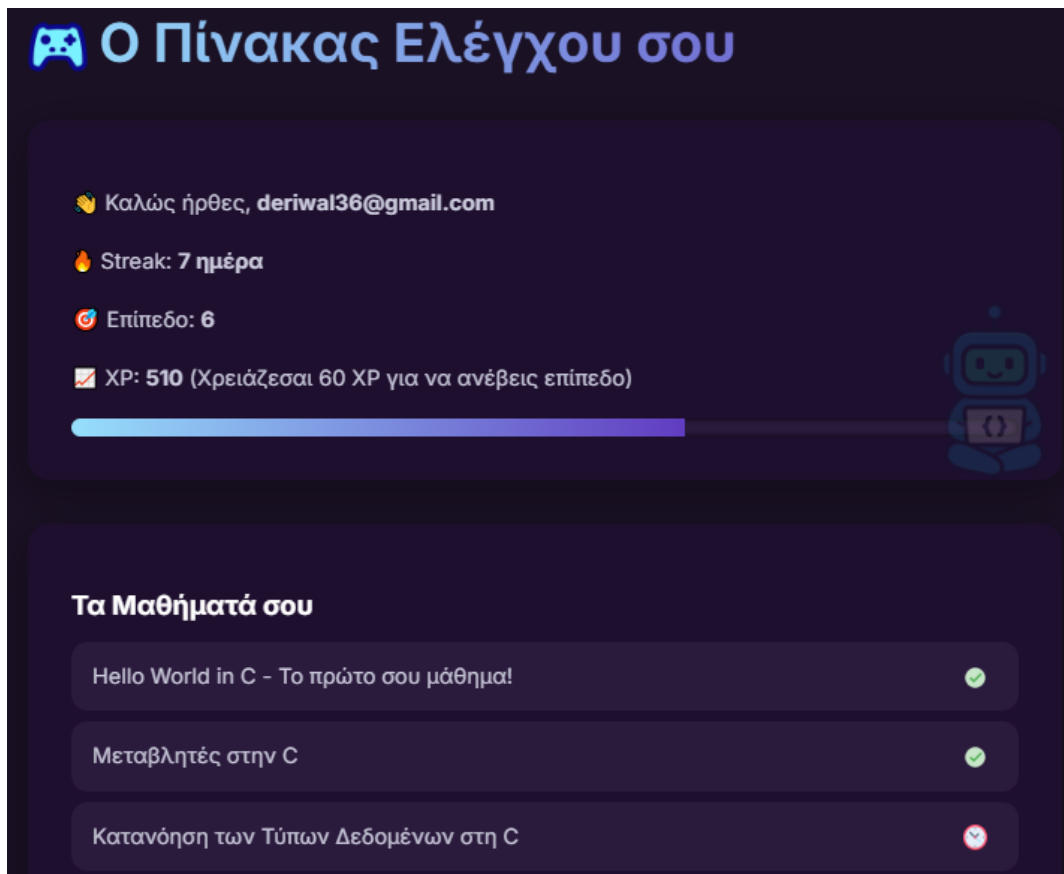 🎮 Ο Πίνακας Ελέγχου σου
👋 Καλώς ήρθες, deriwal36@gmail.com
🔥 Streak: 7 ημέρα
🎯 Επίπεδο: 6
📈 XP: 510 (Χρειάζεσαι 60 XP για να ανέβεις επίπεδο)
{}
Τα Μαθήματά σου
Hello World in C - Το πρώτο σου μάθημα!
Μεταβλητές στην C
Κατανόηση των Τύπων Δεδομένων στη C